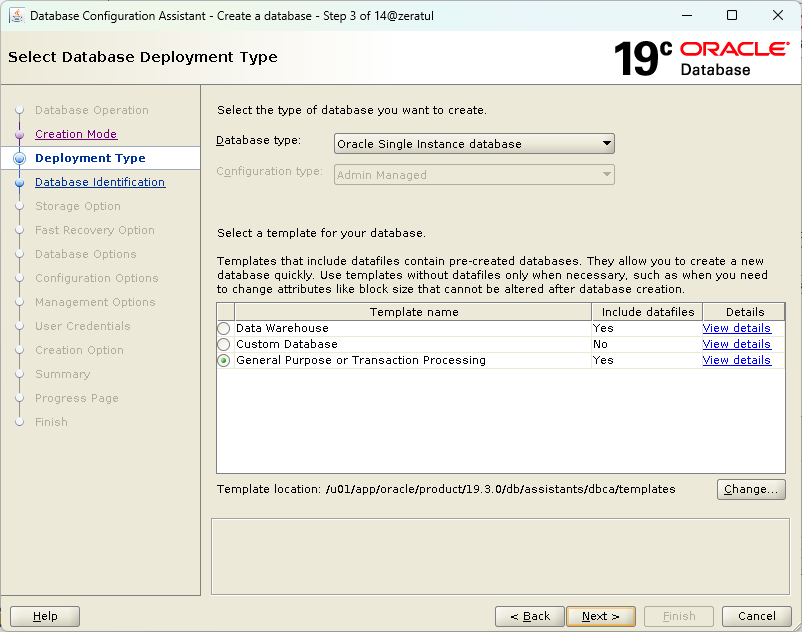 Database Configuration Assistant - Create a database - Step 3 of 14@zeratul
Select Database Deployment Type
19c ORACLE
Database
Database Operation
Creation Mode
Deployment Type
Database Identification
Storage Option
Fast Recovery Option
Database Options
Configuration Options
Management Options
User Credentials
Creation Option
Summary
Progress Page
Finish
Select the type of database you want to create.
Database type: Oracle Single Instance database
Configuration type: Admin Managed
Select a template for your database.
Templates that include datafiles contain pre-created databases. They allow you to create a new
database quickly. Use templates without datafiles only when necessary, such as when you need
to change attributes like block size that cannot be altered after database creation.
Template name Include datafiles Details
Data Warehouse Yes View details
Custom Database No View details
General Purpose or Transaction Processing Yes View details
Template location: /u01/app/oracle/product/19.3.0/db/assistants/dbca/templates Change...
Help < Back Next > Finish Cancel